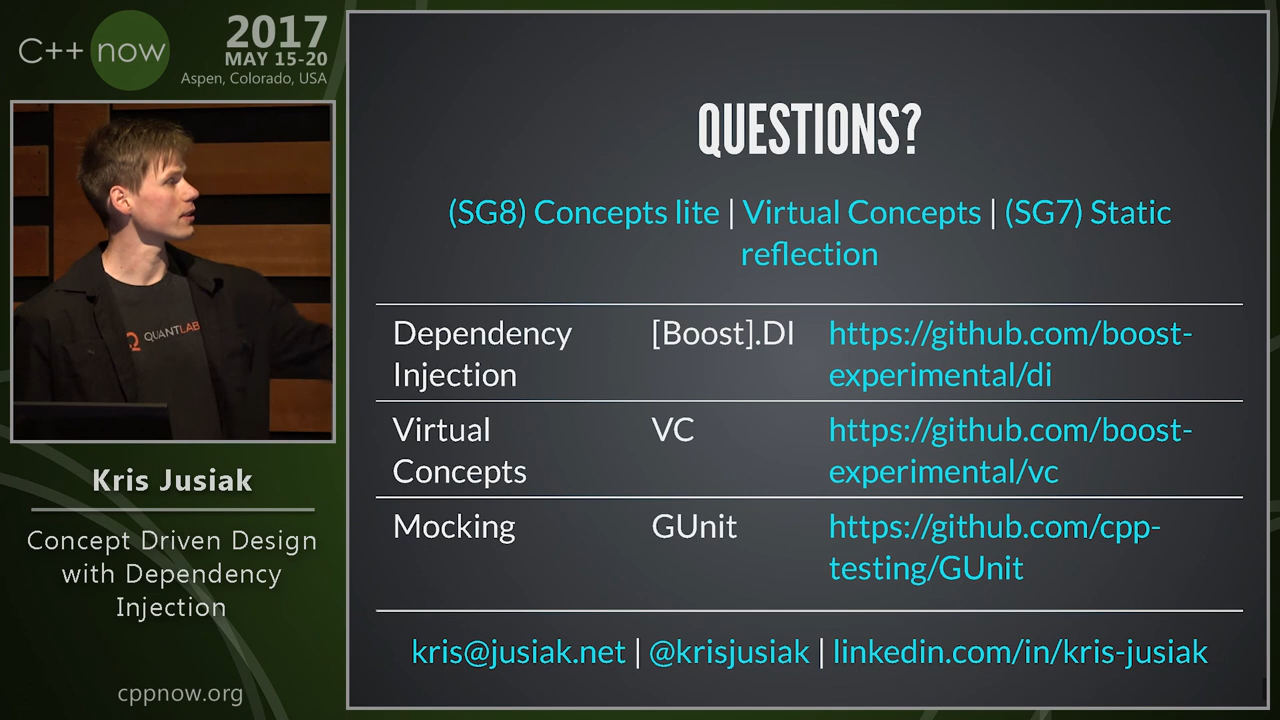 C++ now
2017
MAY 15-20
Aspen, Colorado, USA
QUANTLAB
Kris Jusiak
Concept Driven Design
with Dependency
Injection
cppnow.org
QUESTIONS?
(SG8) Concepts lite | Virtual Concepts | (SG7) Static
reflection
Dependency
Injection
[Boost].DI
https://github.com/boost-
experimental/di
Virtual
Concepts
VC
https://github.com/boost-
experimental/vc
Mocking
GUnit
https://github.com/cpp-
testing/GUnit
kris@jusiak.net | @krisjusiak | linkedin.com/in/kris-jusiak